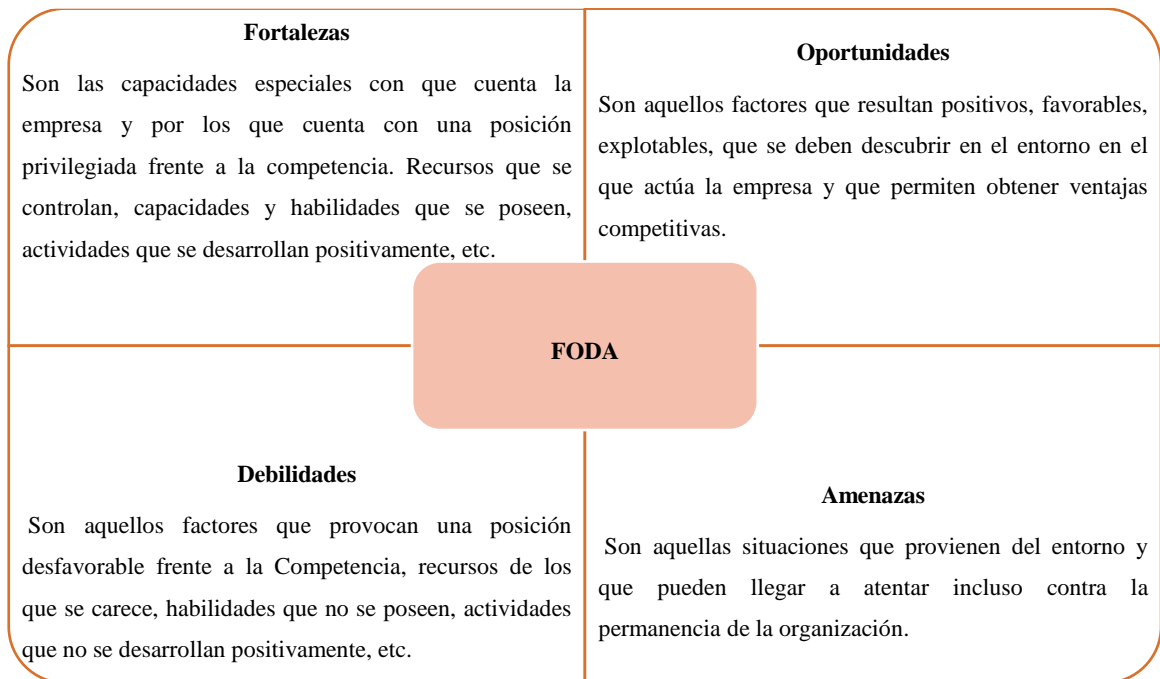 Fortalezas
Son las capacidades especiales con que cuenta la
empresa y por los que cuenta con una posición
privilegiada frente a la competencia. Recursos que se
controlan, capacidades y habilidades que se poseen,
actividades que se desarrollan positivamente, etc.
Oportunidades
Son aquellos factores que resultan positivos, favorables,
explotables, que se deben descubrir en el entorno en el
que actúa la empresa y que permiten obtener ventajas
competitivas.
FODA
Debilidades
Son aquellos factores que provocan una posición
desfavorable frente a la Competencia, recursos de los
que se carece, habilidades que no se poseen, actividades
que no se desarrollan positivamente, etc.
Amenazas
Son aquellas situaciones que provienen del entorno y
que pueden llegar a atentar incluso contra la
permanencia de la organización.